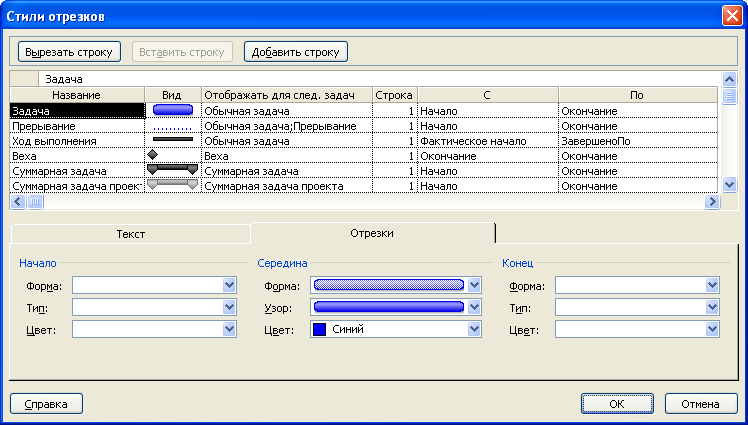 Стили отрезков
Вырезать строку Вставить строку Добавить строку
Задача
Название Вид Отображать для след. задач Строка С По
Задача Обычная задача 1 Начало Окончание
Прерывание Обычная задача;Прерывание 1 Начало Окончание
Ход выполнения Обычная задача 1 Фактическое начало ЗавершеноПо
Веха Веха 1 Окончание Окончание
Суммарная задача Суммарная задача 1 Начало Окончание
Суммарная задача проект Суммарная задача проекта 1 Начало Окончание
Текст Отрезки
Начало Середина Конец
Форма: Форма: Форма:
Тип: Узор: Тип:
Цвет: Цвет: Синий Цвет:
Справка ОК Отмена